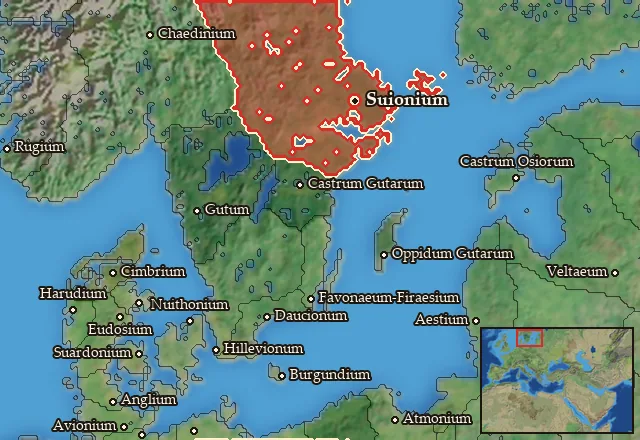 Chaedinium
Suionium
Rugium
Castrum Osiorum
Castrum Gutarum
Gutum
Oppidum Gutarum
Cimbrium
Veltaeum
Harudium
Nuithonium
Favonaeum-Firaesium
Eudosium
Daucionum
Aestium
Suardonium
Hillevionum
Burgundium
Anglium
Atmonium
Avionium